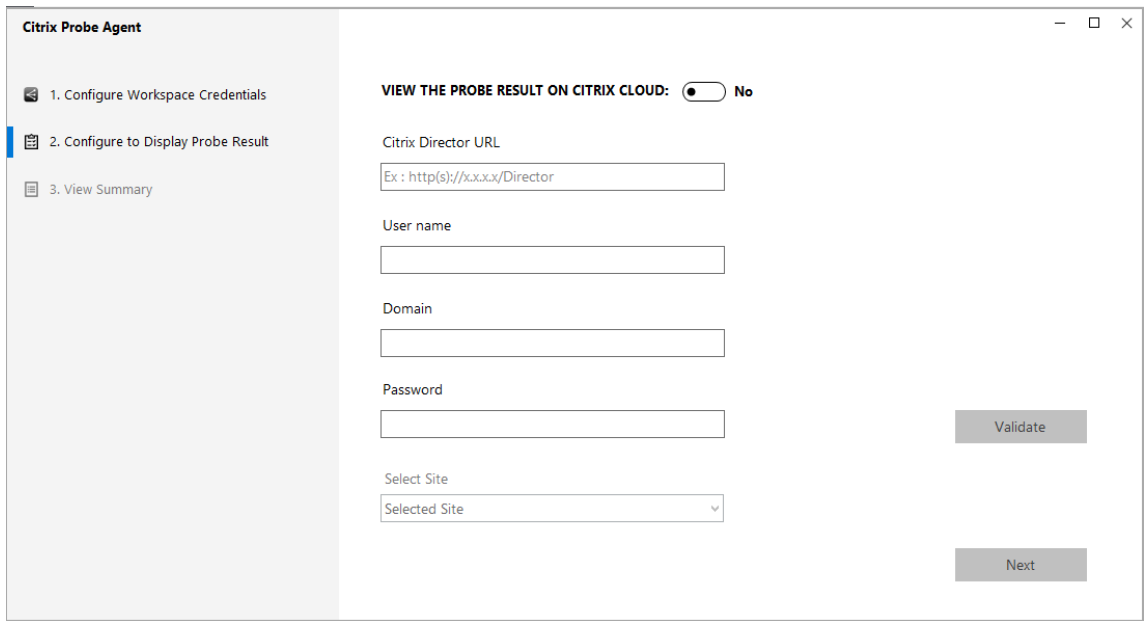 Citrix Probe Agent
1. Configure Workspace Credentials
2. Configure to Display Probe Result
3. View Summary
VIEW THE PROBE RESULT ON CITRIX CLOUD: No
Citrix Director URL
Ex : http(s)://x.x.x.x/Director
User name
Domain
Password
Validate
Select Site
Selected Site
Next